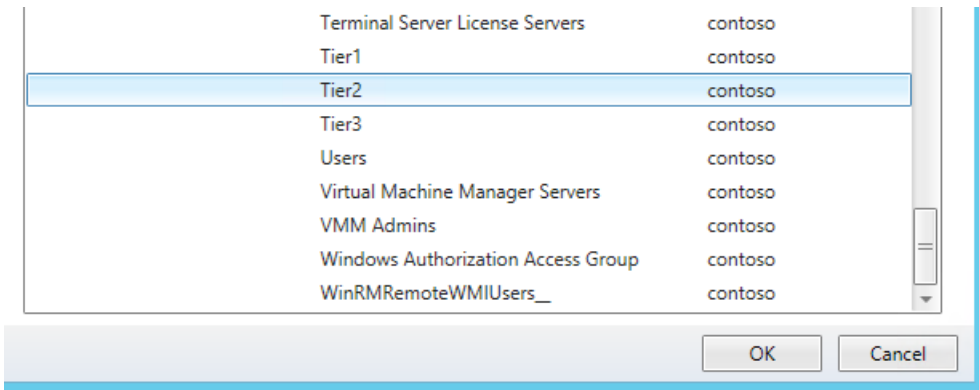 Terminal Server License Servers contoso
Tier1 contoso
Tier2 contoso
Tier3 contoso
Users contoso
Virtual Machine Manager Servers contoso
VMM Admins contoso
Windows Authorization Access Group contoso
WinRMRemoteWMIUsers__ contoso
OK Cancel